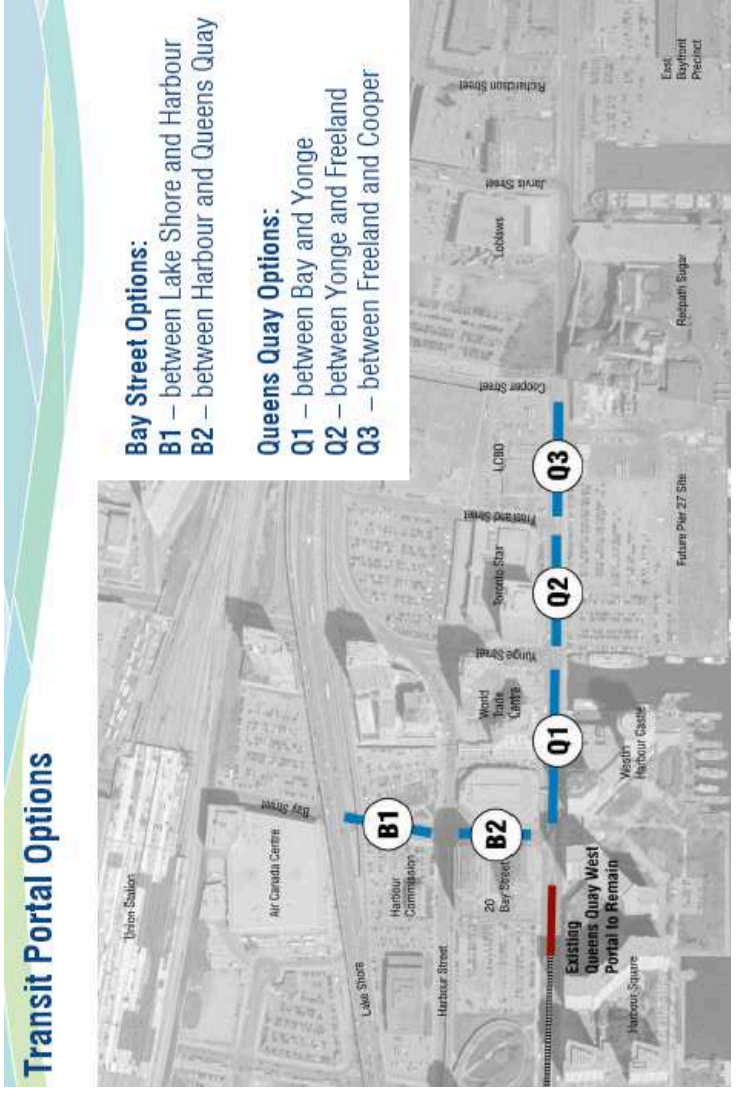 Transit Portal Options
Bay Street Options:
B1 – between Lake Shore and Harbour
B2 – between Harbour and Queens Quay
Queens Quay Options:
Q1 – between Bay and Yonge
Q2 – between Yonge and Freeland
Q3 – between Freeland and Cooper
Union Station
Bay Street
Air Canada Centre
Lake Shore
Harbour
Commission
B1
Harbour Street
20
Bay Street
B2
World
Trade
Centre
Yonge Street
Toronto Star
Freeland Street
LCBO
Cooper Street
Loblaws
Jarvis Street
Richardson Street
Existing
Queens Quay West
Portal to Remain
Q1
Q2
Q3
Harbour Square
Westin
Harbour Castle
Future Pier 27 Site
Redpath Sugar
East
Bayfront
Precinct